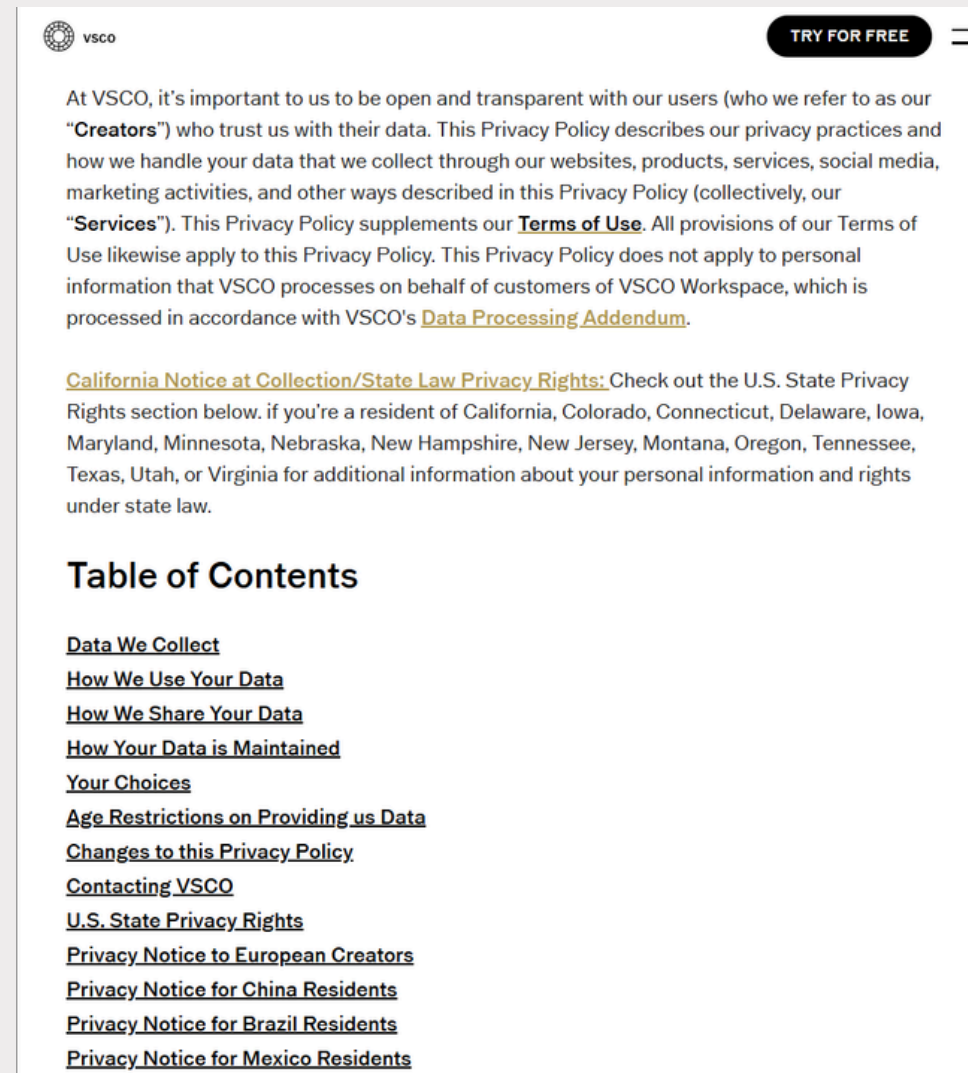 vsco
TRY FOR FREE
At VSCO, it's important to us to be open and transparent with our users (who we refer to as our
“Creators”) who trust us with their data. This Privacy Policy describes our privacy practices and
how we handle your data that we collect through our websites, products, services, social media,
marketing activities, and other ways described in this Privacy Policy (collectively, our
“Services”). This Privacy Policy supplements our Terms of Use. All provisions of our Terms of
Use likewise apply to this Privacy Policy. This Privacy Policy does not apply to personal
information that VSCO processes on behalf of customers of VSCO Workspace, which is
processed in accordance with VSCO's Data Processing Addendum.
California Notice at Collection/State Law Privacy Rights: Check out the U.S. State Privacy
Rights section below. if you’re a resident of California, Colorado, Connecticut, Delaware, Iowa,
Maryland, Minnesota, Nebraska, New Hampshire, New Jersey, Montana, Oregon, Tennessee,
Texas, Utah, or Virginia for additional information about your personal information and rights
under state law.
Table of Contents
Data We Collect
How We Use Your Data
How We Share Your Data
How Your Data is Maintained
Your Choices
Age Restrictions on Providing us Data
Changes to this Privacy Policy
Contacting VSCO
U.S. State Privacy Rights
Privacy Notice to European Creators
Privacy Notice for China Residents
Privacy Notice for Brazil Residents
Privacy Notice for Mexico Residents